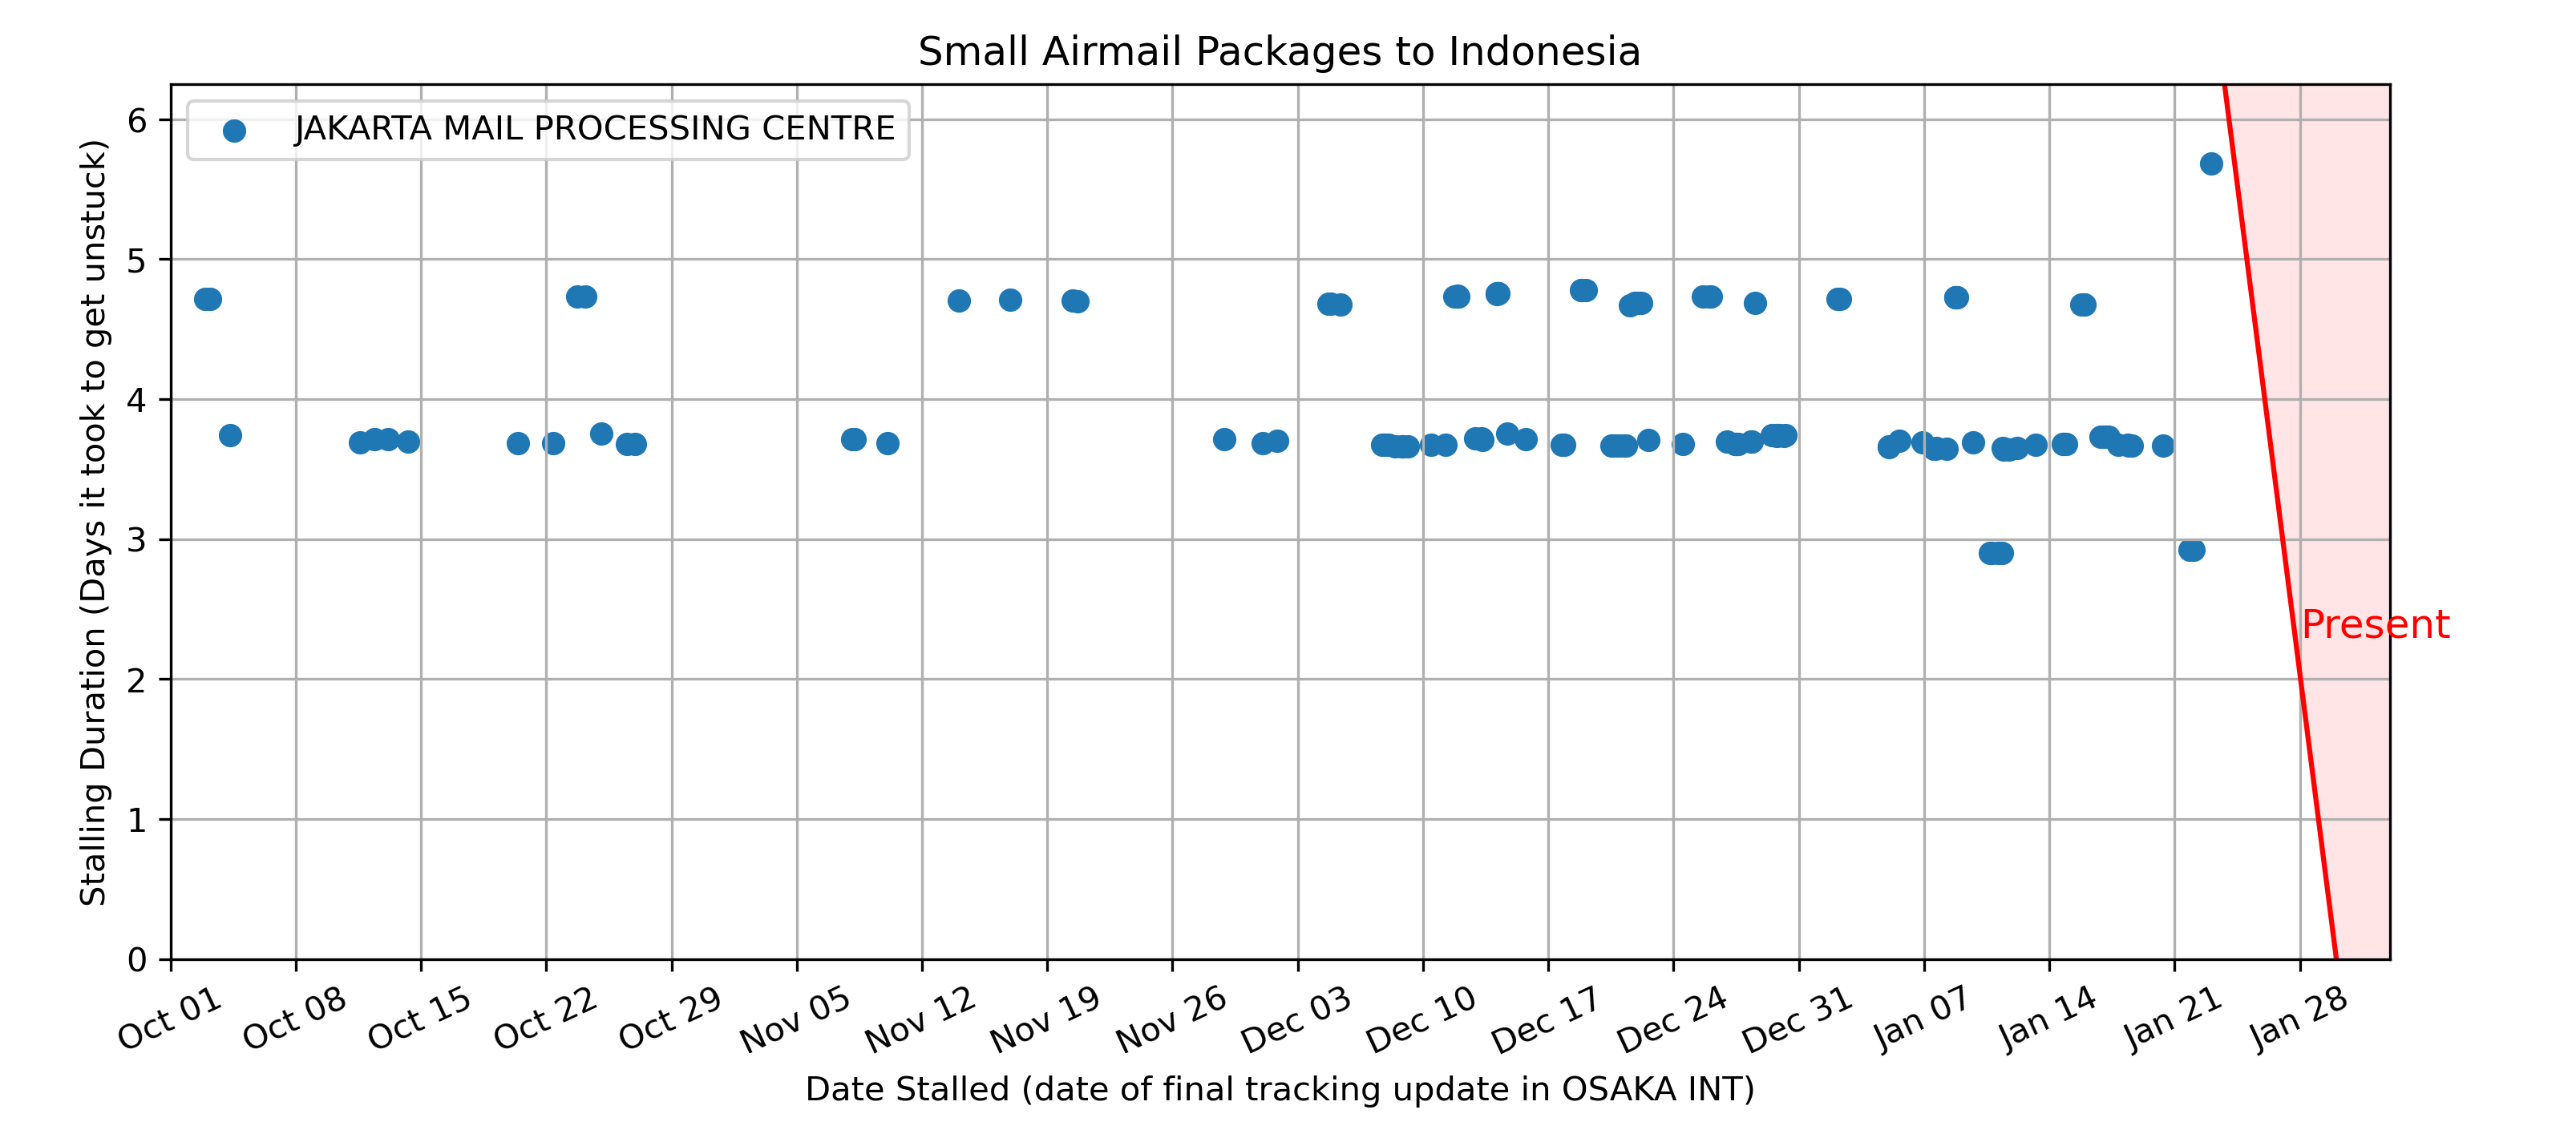 Small Airmail Packages to Indonesia
JAKARTA MAIL PROCESSING CENTRE
Stalling Duration (Days it took to get unstuck)
6
5
4
3
2
1
0
Present
Oct 01
Oct 08
Oct 15
Oct 22
Oct 29
Nov 05
Nov 12
Nov 19
Nov 26
Dec 03
Dec 10
Dec 17
Dec 24
Dec 31
Jan 07
Jan 14
Jan 21
Jan 28
Date Stalled (date of final tracking update in OSAKA INT)